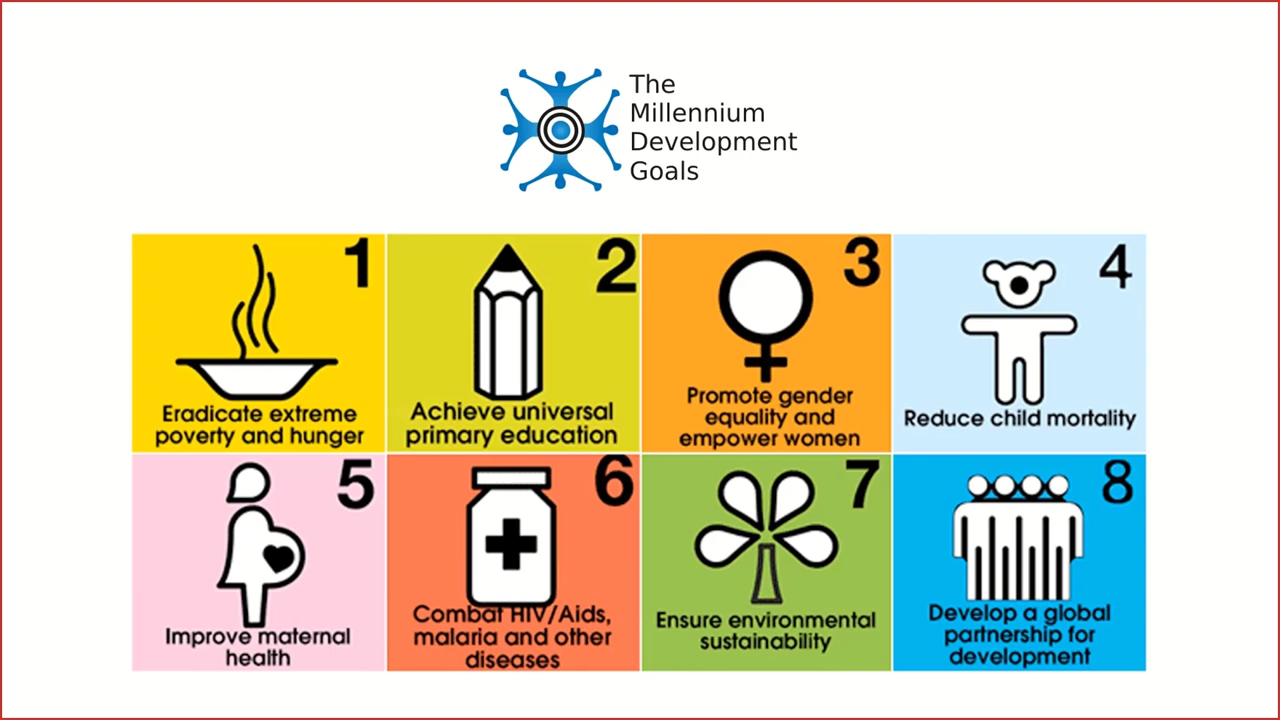 The
Millennium
Development
Goals
1
Eradicate extreme
poverty and hunger
2
Achieve universal
primary education
3
Promote gender
equality and
empower women
4
Reduce child mortality
5
Improve maternal
health
6
Combat HIV/Aids,
malaria and other
diseases
7
Ensure environmental
sustainability
8
Develop a global
partnership for
development